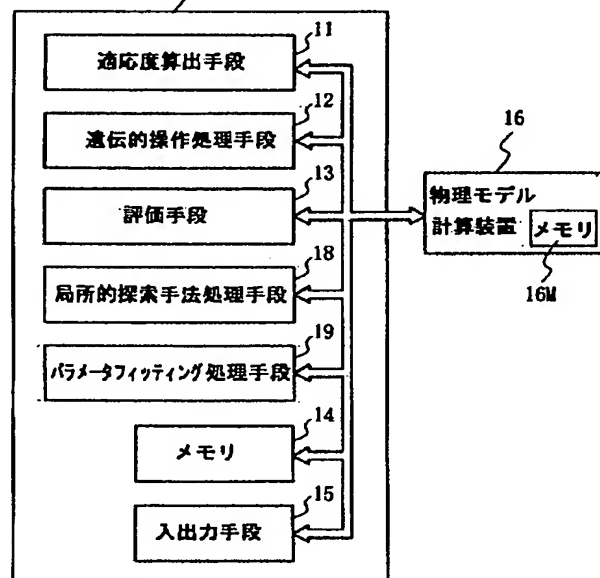 11
適応度算出手段
12
遺伝的操作処理手段
13
評価手段
18
局所的探索手法処理手段
19
パラメータフィッティング処理手段
14
メモリ
15
入出力手段
16
物理モデル
計算装置
メモリ
16M